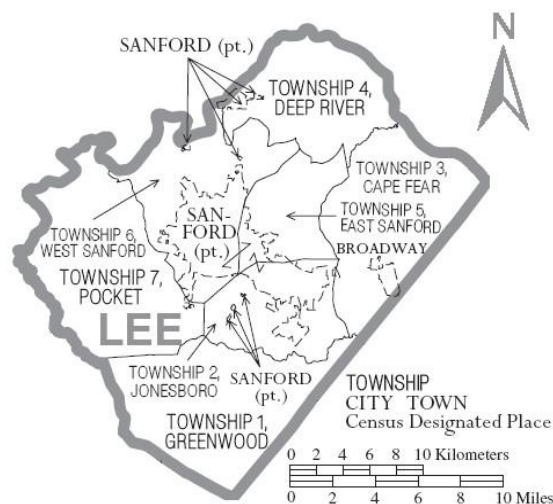 N
SANFORD (pt.)
TOWNSHIP 4,
DEEP RIVER
TOWNSHIP 3,
CAPE FEAR
TOWNSHIP 5,
EAST SANFORD
SAN-
FORD
(pt.)
BROADWAY
TOWNSHIP 6,
WEST SANFORD
TOWNSHIP 7,
POCKET
LEE
TOWNSHIP 2,
JONESBORO
SANFORD
(pt.)
TOWNSHIP 1,
GREENWOOD
TOWNSHIP
CITY TOWN
Census Designated Place
0 2 4 6 8 10 Kilometers
0 2 4 6 8 10 Miles